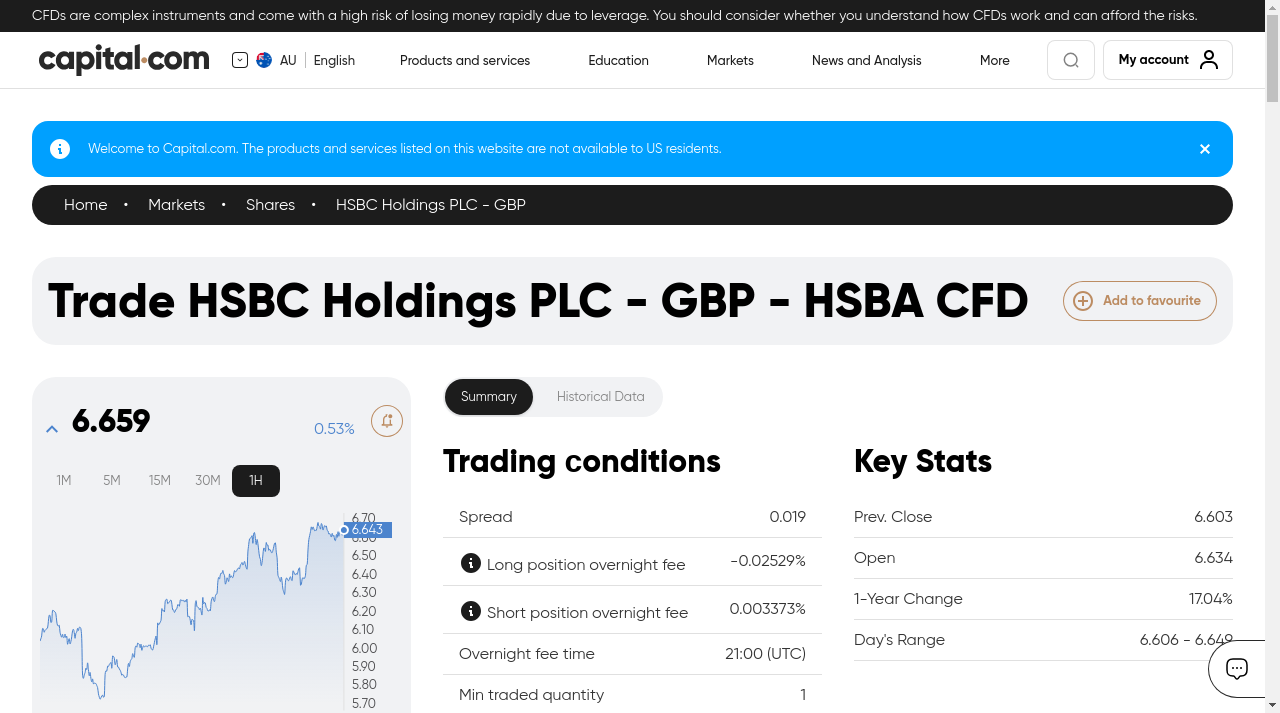 CFDs are complex instruments and come with a high risk of losing money rapidly due to leverage. You should consider whether you understand how CFDs work and can afford the risks.
capital.com
AU English
Products and services
Education
Markets
News and Analysis
More
My account
Welcome to Capital.com. The products and services listed on this website are not available to US residents.
Home • Markets • Shares • HSBC Holdings PLC - GBP
Trade HSBC Holdings PLC - GBP - HSBA CFD
Add to favourite
6.659
0.53%
1M 5M 15M 30M 1H
6.70
6.643
6.60
6.50
6.40
6.30
6.20
6.10
6.00
5.90
5.80
5.70
Summary
Historical Data
Trading conditions
Spread 0.019
Long position overnight fee -0.02529%
Short position overnight fee 0.003373%
Overnight fee time 21:00 (UTC)
Min traded quantity 1
Key Stats
Prev. Close 6.603
Open 6.634
1-Year Change 17.04%
Day's Range 6.606 - 6.649